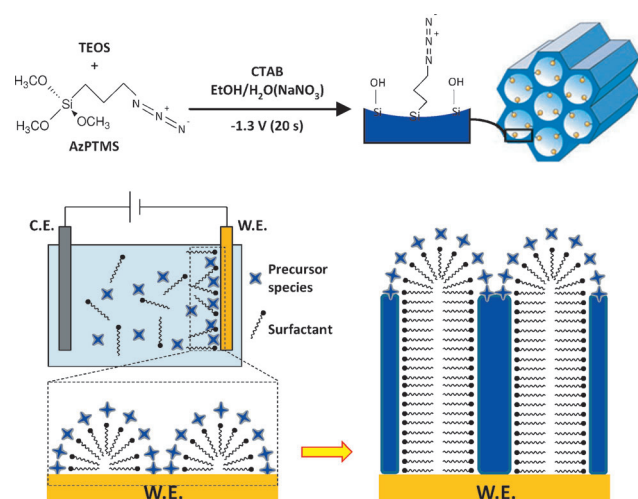 TEOS
+
H₃CO
H₃CO
Si
OCH₃
N=N=N
+
-
AzPTMS
CTAB
EtOH/H₂O(NaNO₃)
-1.3 V (20 s)
N
N
N
-
+
OH
OH
Si
Si
Si
C.E.
W.E.
Precursor
species
Surfactant
W.E.
W.E.